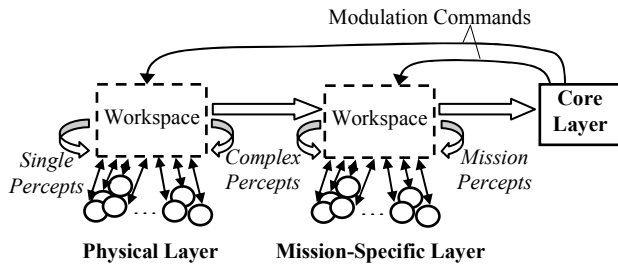 Modulation Commands
Workspace
Workspace
Core
Layer
Single
Percepts
Complex
Percepts
Mission
Percepts
...
...
Physical Layer
Mission-Specific Layer